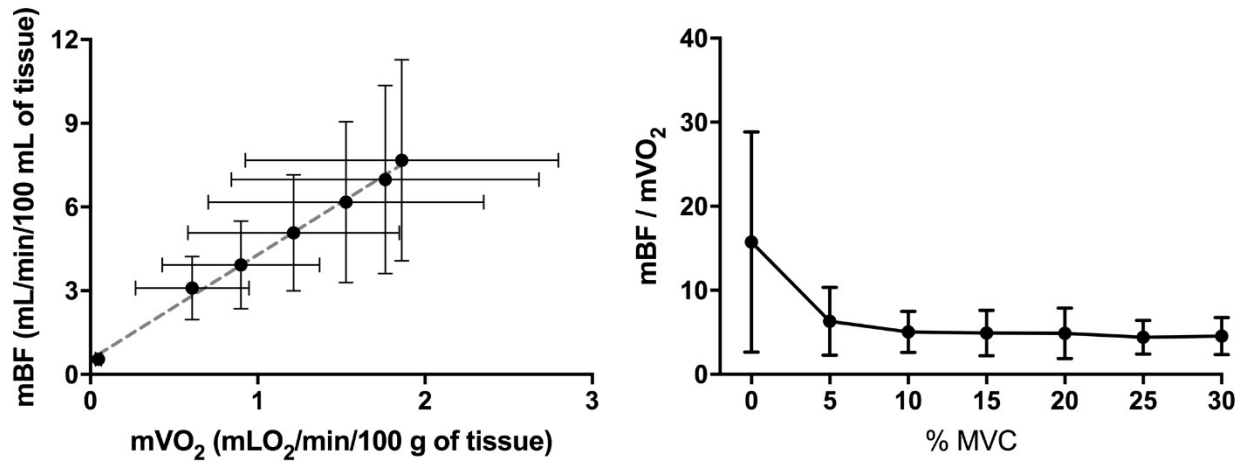 12
9
6
3
0
mBF (mL/min/100 mL of tissue)
0 1 2 3
mVO₂ (mLO₂/min/100 g of tissue)
40
30
20
10
0
mBF / mVO₂
0 5 10 15 20 25 30
% MVC